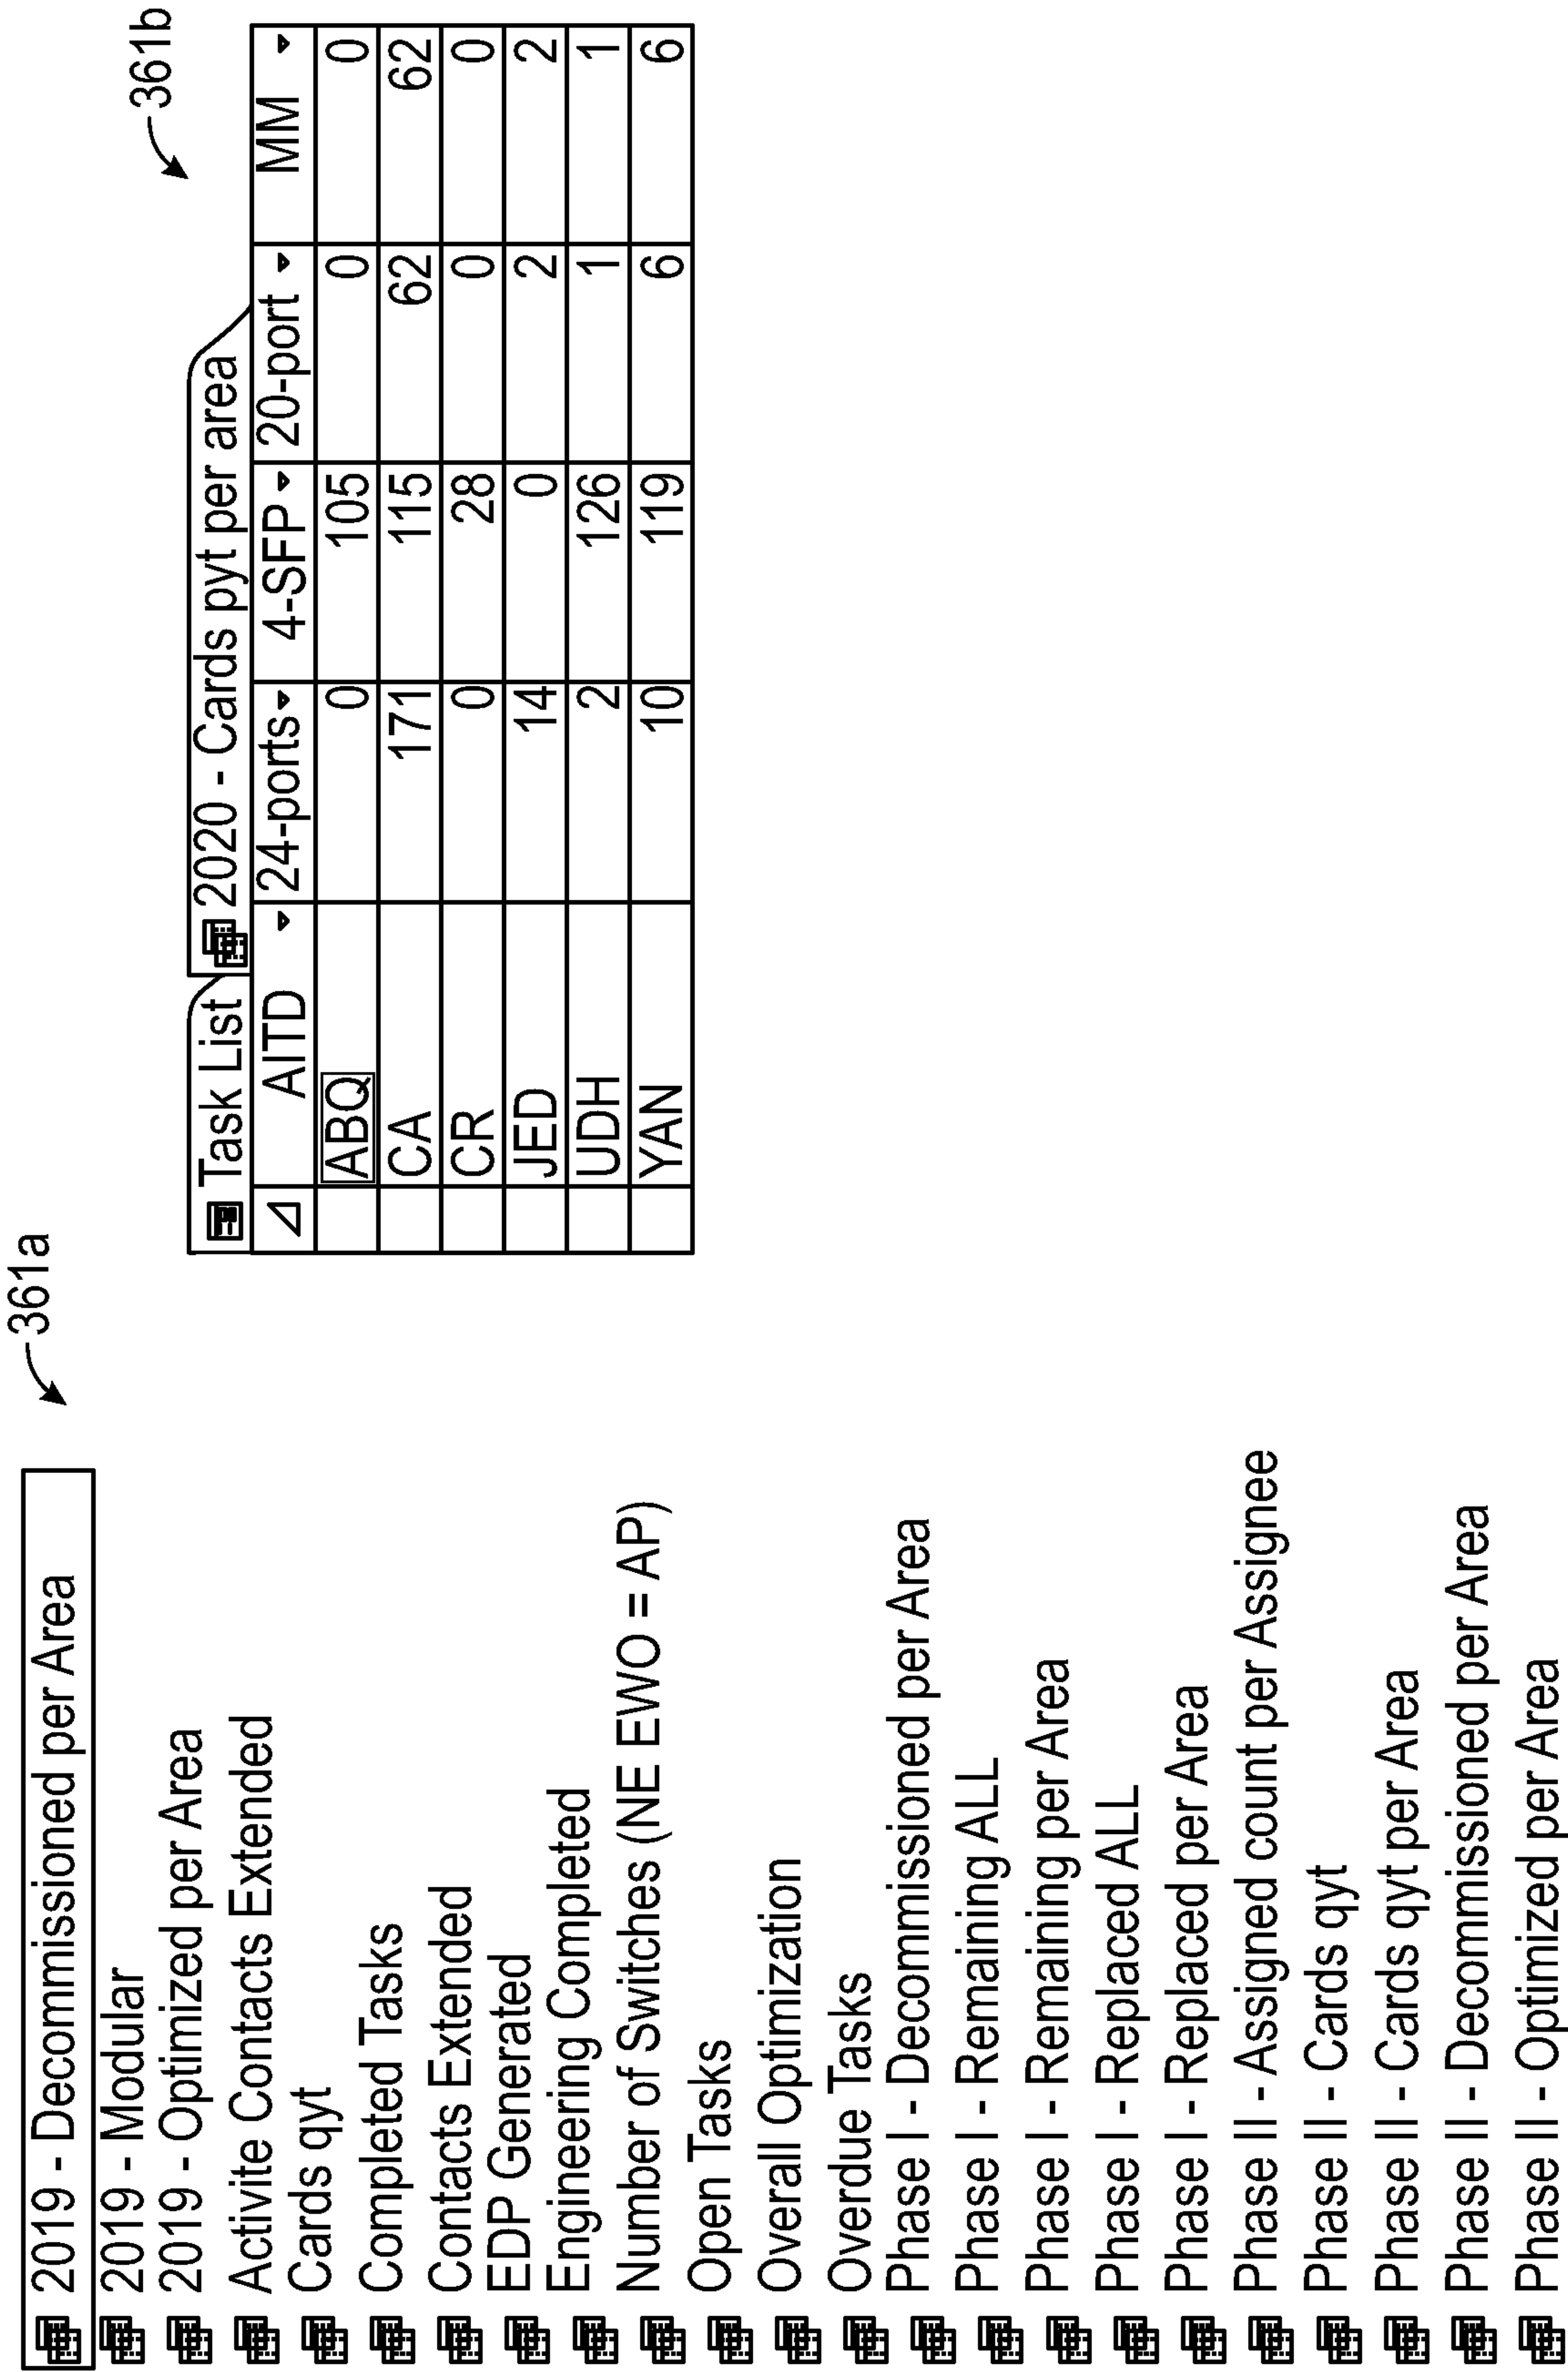 361a
2019 - Decommissioned per Area
2019 - Modular
2019 - Optimized per Area
Activite Contacts Extended
Cards qyt
Completed Tasks
Contacts Extended
EDP Generated
Engineering Completed
Number of Switches (NE EWO = AP)
Open Tasks
Overall Optimization
Overdue Tasks
Phase I - Decommissioned per Area
Phase I - Remaining ALL
Phase I - Remaining per Area
Phase I - Replaced ALL
Phase I - Replaced per Area
Phase II - Assigned count per Assignee
Phase II - Cards qyt
Phase II - Cards qyt per Area
Phase II - Decommissioned per Area
Phase II - Optimized per Area
361b
Task List 2020 - Cards pyt per area
AITD 24-ports 4-SFP 20-port MM
ABQ 0 105 0 0
CA 171 115 62 62
CR 0 28 0 0
JED 14 0 2 2
UDH 2 126 1 1
YAN 10 119 6 6